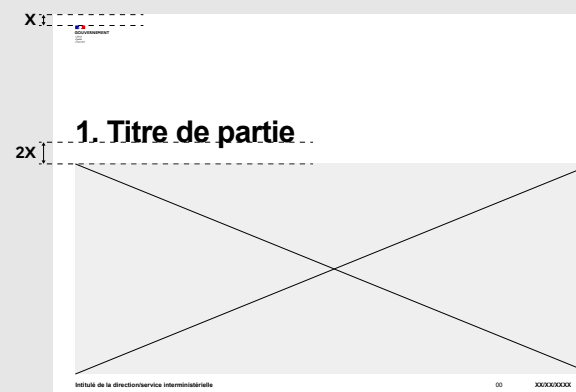 X
GOUVERNEMENT
1. Titre de partie
2X
Intitulé de la direction/service interministérielle
00
XX/XX/XXXX